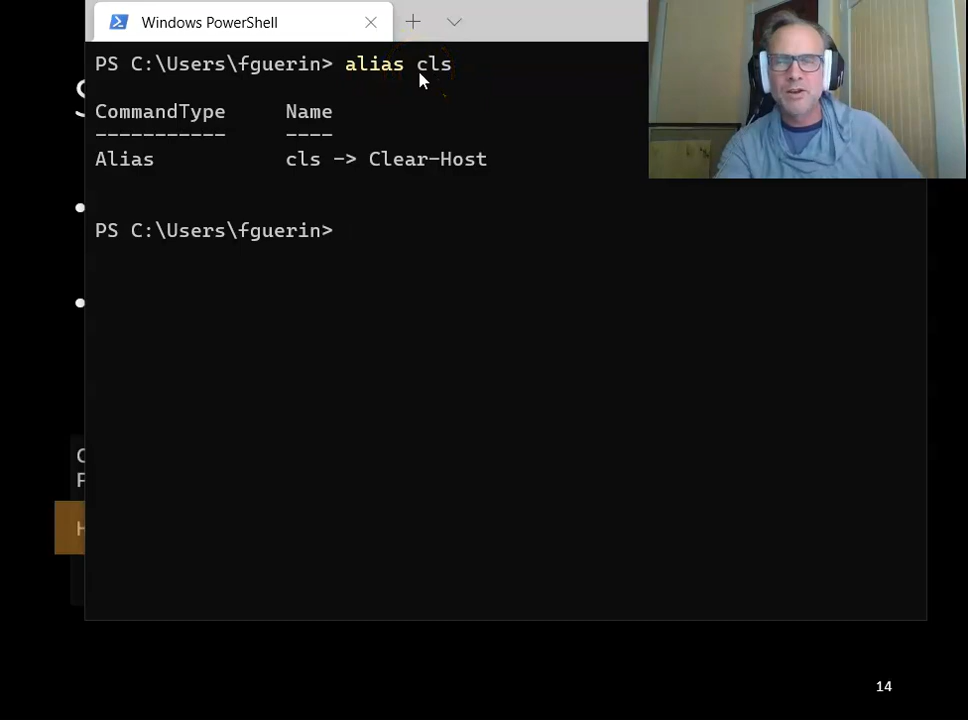 Windows PowerShell
PS C:\Users\fguerin> alias cls
CommandType Name
----------- ----
Alias cls -> Clear-Host
PS C:\Users\fguerin>
14